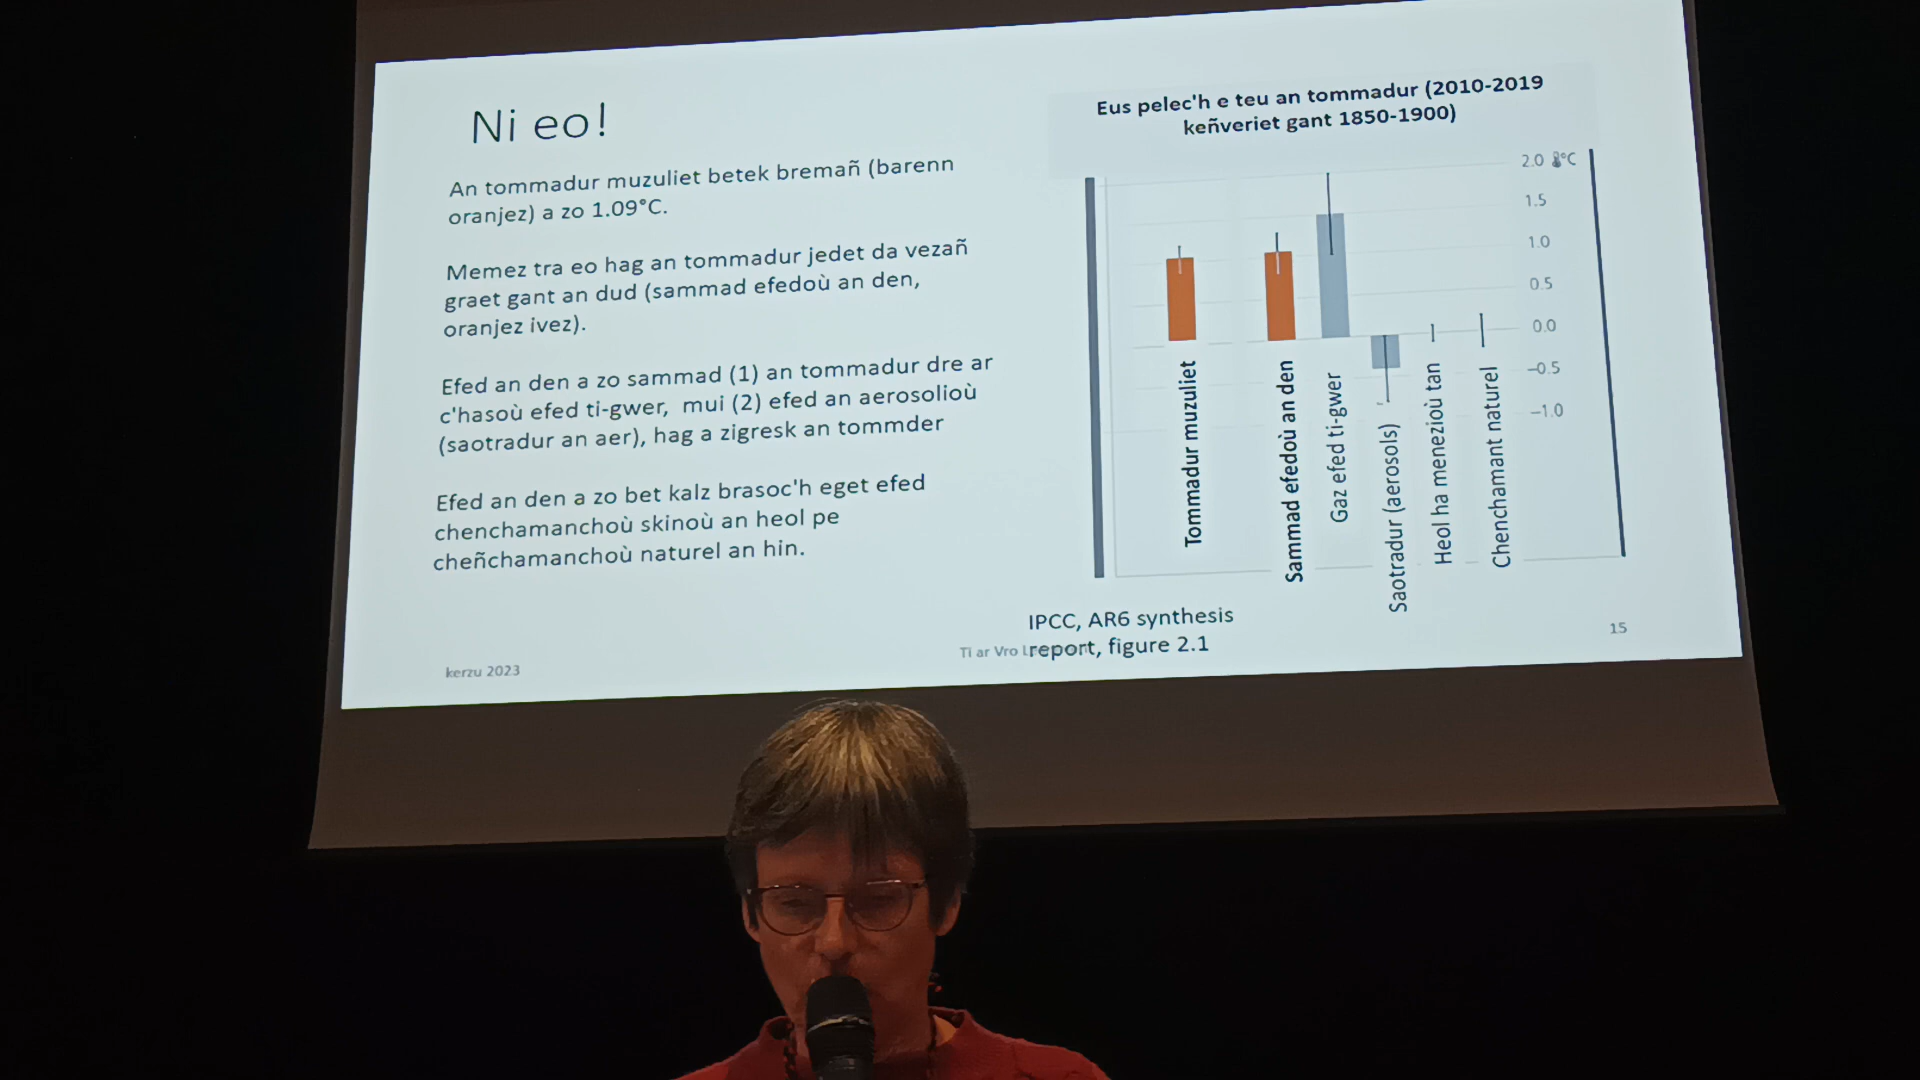 Ni eo!
An tommadur muzuliet betek bremañ (barenn
oranjez) a zo 1.09°C.
Memez tra eo hag an tommadur jedet da vezañ
graet gant an dud (sammad efedoù an den,
oranjez ivez).
Efed an den a zo sammad (1) an tommadur dre ar
c'hasoù efed ti-gwer, mui (2) efed an aerosolioù
(saotradur an aer), hag a zigresk an tommder
Efed an den a zo bet kalz brasoc'h eget efed
chenchamanchoù skinoù an heol pe
cheñchamanchoù naturel an hin.
Eus pelec'h e teu an tommadur (2010-2019
keñveriet gant 1850-1900)
2.0 °C
1.5
1.0
0.5
0.0
–0.5
–1.0
Tommadur muzuliet
Sammad efedoù an den
Gaz efed ti-gwer
Saotradur (aerosols)
Heol ha menezioù tan
Chenchamant naturel
IPCC, AR6 synthesis
report, figure 2.1
kerzu 2023
Ti ar Vro
15